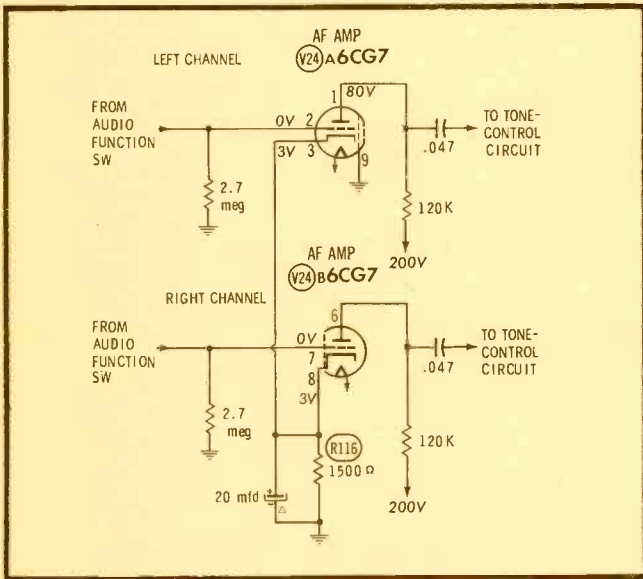 AF AMP
V24 A 6CG7
LEFT CHANNEL
1 80V
FROM
AUDIO
FUNCTION
SW
0V 2
3V 3
9
.047
TO TONE-
CONTROL
CIRCUIT
2.7
meg
120K
200V
AF AMP
V24 B 6CG7
RIGHT CHANNEL
6
FROM
AUDIO
FUNCTION
SW
0V
7
8
3V
.047
TO TONE-
CONTROL
CIRCUIT
2.7
meg
R116
1500 Ω
120K
20 mfd
+
△
200V